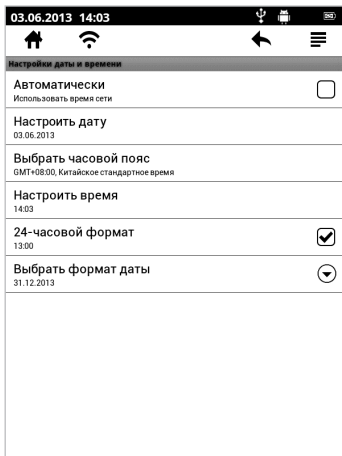 03.06.2013 14:03
Настройки даты и времени
Автоматически
Использовать время сети
Настроить дату
03.06.2013
Выбрать часовой пояс
GMT+08:00, Китайское стандартное время
Настроить время
14:03
24-часовой формат
13:00
Выбрать формат даты
31.12.2013